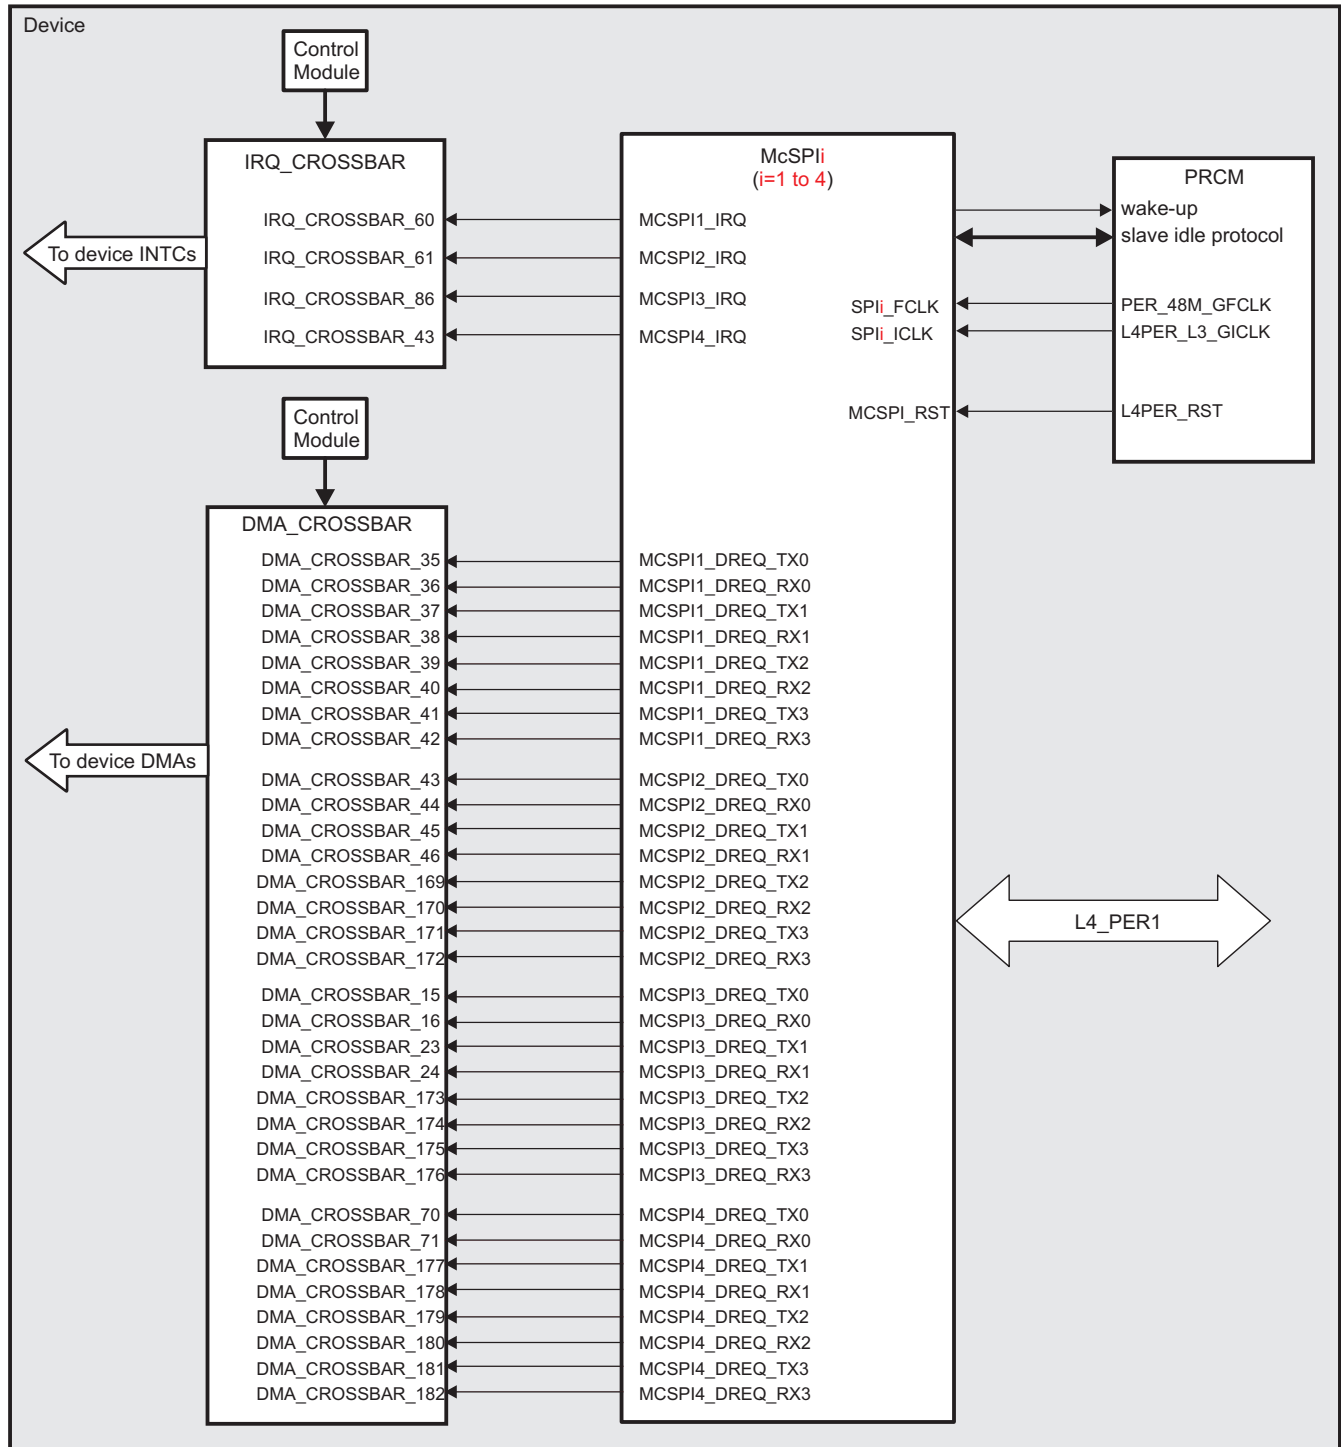 Device
Control
Module
IRQ_CROSSBAR
IRQ_CROSSBAR_60
IRQ_CROSSBAR_61
IRQ_CROSSBAR_86
IRQ_CROSSBAR_43
To device INTCs
Control
Module
DMA_CROSSBAR
DMA_CROSSBAR_35
DMA_CROSSBAR_36
DMA_CROSSBAR_37
DMA_CROSSBAR_38
DMA_CROSSBAR_39
DMA_CROSSBAR_40
DMA_CROSSBAR_41
DMA_CROSSBAR_42
DMA_CROSSBAR_43
DMA_CROSSBAR_44
DMA_CROSSBAR_45
DMA_CROSSBAR_46
DMA_CROSSBAR_169
DMA_CROSSBAR_170
DMA_CROSSBAR_171
DMA_CROSSBAR_172
DMA_CROSSBAR_15
DMA_CROSSBAR_16
DMA_CROSSBAR_23
DMA_CROSSBAR_24
DMA_CROSSBAR_173
DMA_CROSSBAR_174
DMA_CROSSBAR_175
DMA_CROSSBAR_176
DMA_CROSSBAR_70
DMA_CROSSBAR_71
DMA_CROSSBAR_177
DMA_CROSSBAR_178
DMA_CROSSBAR_179
DMA_CROSSBAR_180
DMA_CROSSBAR_181
DMA_CROSSBAR_182
To device DMAs
McSPIi
(i=1 to 4)
MCSPI1_IRQ
MCSPI2_IRQ
MCSPI3_IRQ
MCSPI4_IRQ
SPIi_FCLK
SPIi_ICLK
MCSPI_RST
MCSPI1_DREQ_TX0
MCSPI1_DREQ_RX0
MCSPI1_DREQ_TX1
MCSPI1_DREQ_RX1
MCSPI1_DREQ_TX2
MCSPI1_DREQ_RX2
MCSPI1_DREQ_TX3
MCSPI1_DREQ_RX3
MCSPI2_DREQ_TX0
MCSPI2_DREQ_RX0
MCSPI2_DREQ_TX1
MCSPI2_DREQ_RX1
MCSPI2_DREQ_TX2
MCSPI2_DREQ_RX2
MCSPI2_DREQ_TX3
MCSPI2_DREQ_RX3
MCSPI3_DREQ_TX0
MCSPI3_DREQ_RX0
MCSPI3_DREQ_TX1
MCSPI3_DREQ_RX1
MCSPI3_DREQ_TX2
MCSPI3_DREQ_RX2
MCSPI3_DREQ_TX3
MCSPI3_DREQ_RX3
MCSPI4_DREQ_TX0
MCSPI4_DREQ_RX0
MCSPI4_DREQ_TX1
MCSPI4_DREQ_RX1
MCSPI4_DREQ_TX2
MCSPI4_DREQ_RX2
MCSPI4_DREQ_TX3
MCSPI4_DREQ_RX3
PRCM
wake-up
slave idle protocol
PER_48M_GFCLK
L4PER_L3_GICLK
L4PER_RST
L4_PER1